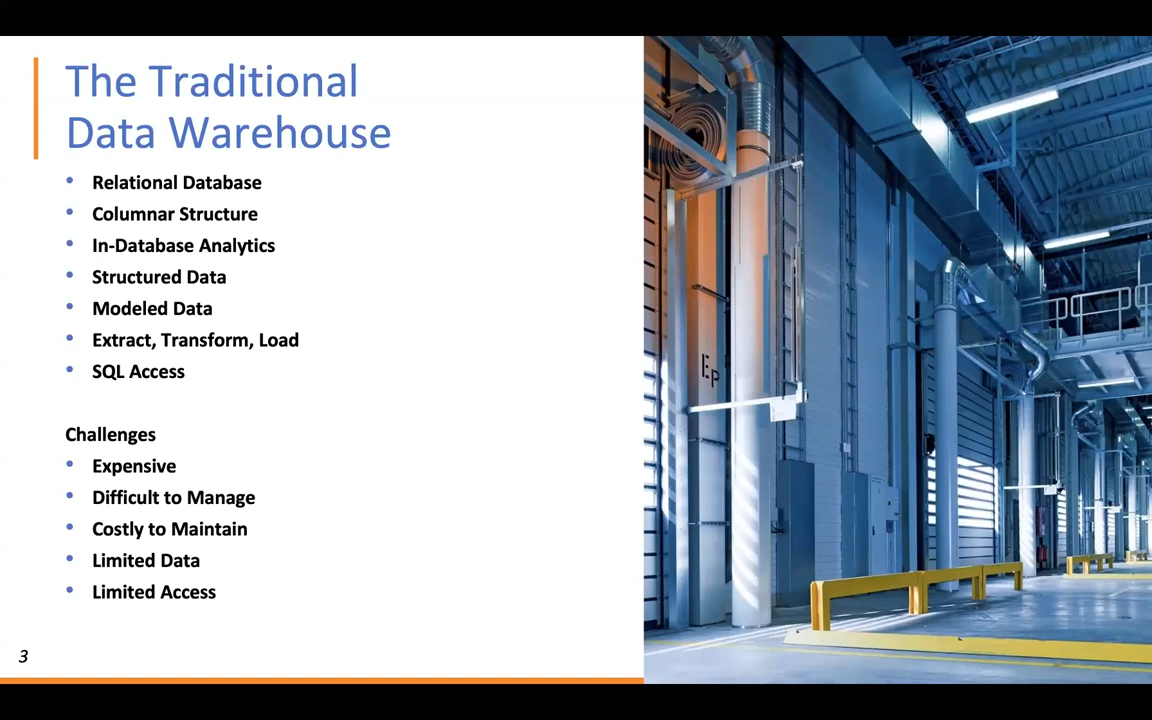 The Traditional
Data Warehouse
• Relational Database
• Columnar Structure
• In-Database Analytics
• Structured Data
• Modeled Data
• Extract, Transform, Load
• SQL Access
Challenges
• Expensive
• Difficult to Manage
• Costly to Maintain
• Limited Data
• Limited Access
3
Ep